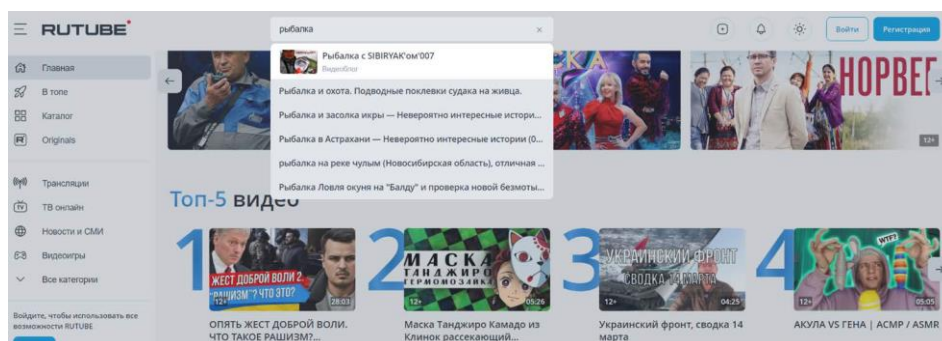 RUTUBE
рыбалка
Войти
Регистрация
Рыбалка с SIBIRYAK'ом'007
Видеоблог
Рыбалка и охота. Подводные поклевки судака на живца.
Рыбалка и засолка икры — Невероятно интересные истори...
Рыбалка в Астрахани — Невероятно интересные истории (0...
рыбалка на реке чулым (Новосибирская область), отличная ...
Рыбалка Ловля окуня на "Балду" и проверка новой безмоты...
Главная
В топе
Каталог
Originals
Трансляции
ТВ онлайн
Новости и СМИ
Видеоигры
Все категории
Войдите, чтобы использовать все
возможности RUTUBE
НОРВЕГ
12+
Топ-5 видео
1
ЖЕСТ ДОБРОЙ ВОЛИ 2.
"РАШИЗМ"? ЧТО ЭТО?
12+
28:03
ОПЯТЬ ЖЕСТ ДОБРОЙ ВОЛИ.
ЧТО ТАКОЕ РАШИЗМ?...
2
МАСКА
ТАНДЖИРО
ГЕРМОМОЗАИКА
12+
05:26
Маска Танджиро Камадо из
Клинок рассекающий...
3
УКРАИНСКИЙ ФРОНТ
СВОДКА 14 МАРТА
12+
04:25
Украинский фронт, сводка 14
марта
4
WTF?
12+
05:05
АКУЛА VS ГЕНА | АСМР / ASMR